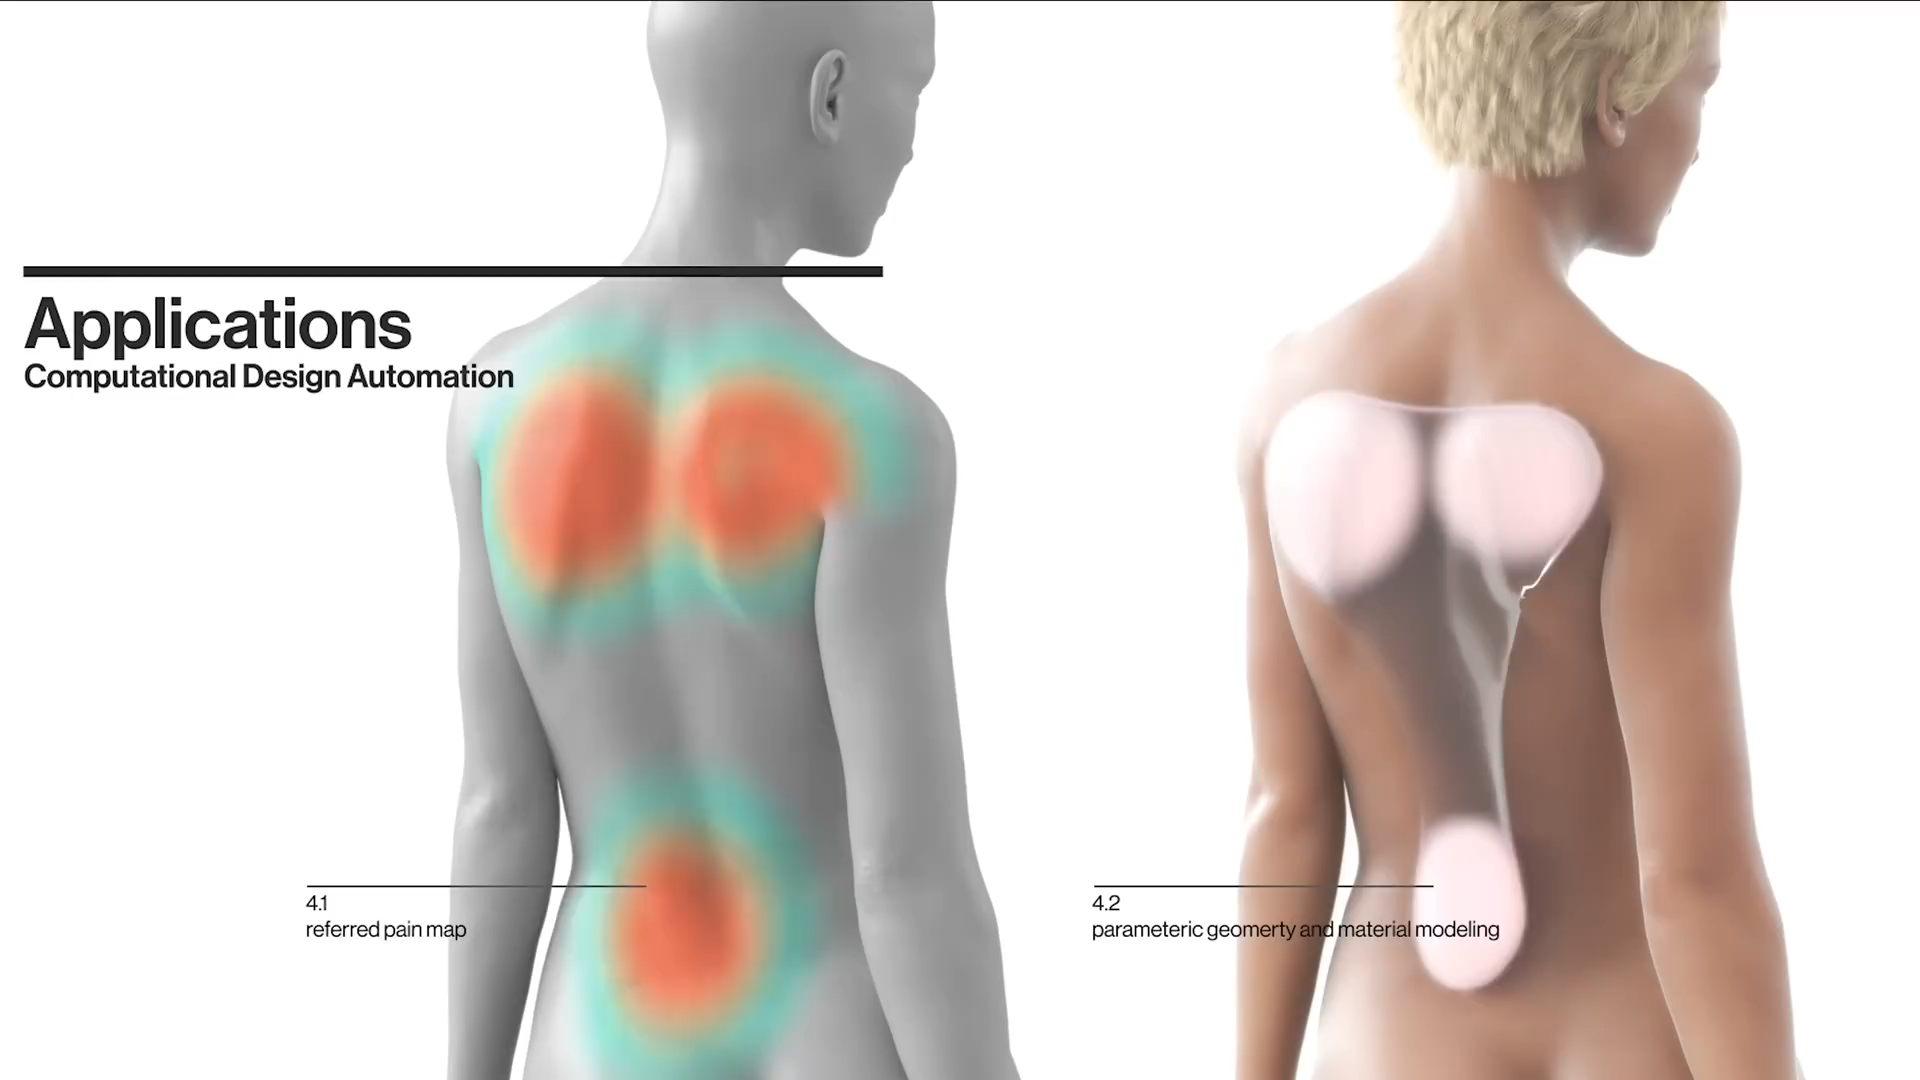 Applications
Computational Design Automation
4.1
referred pain map
4.2
parameteric geomerty and material modeling